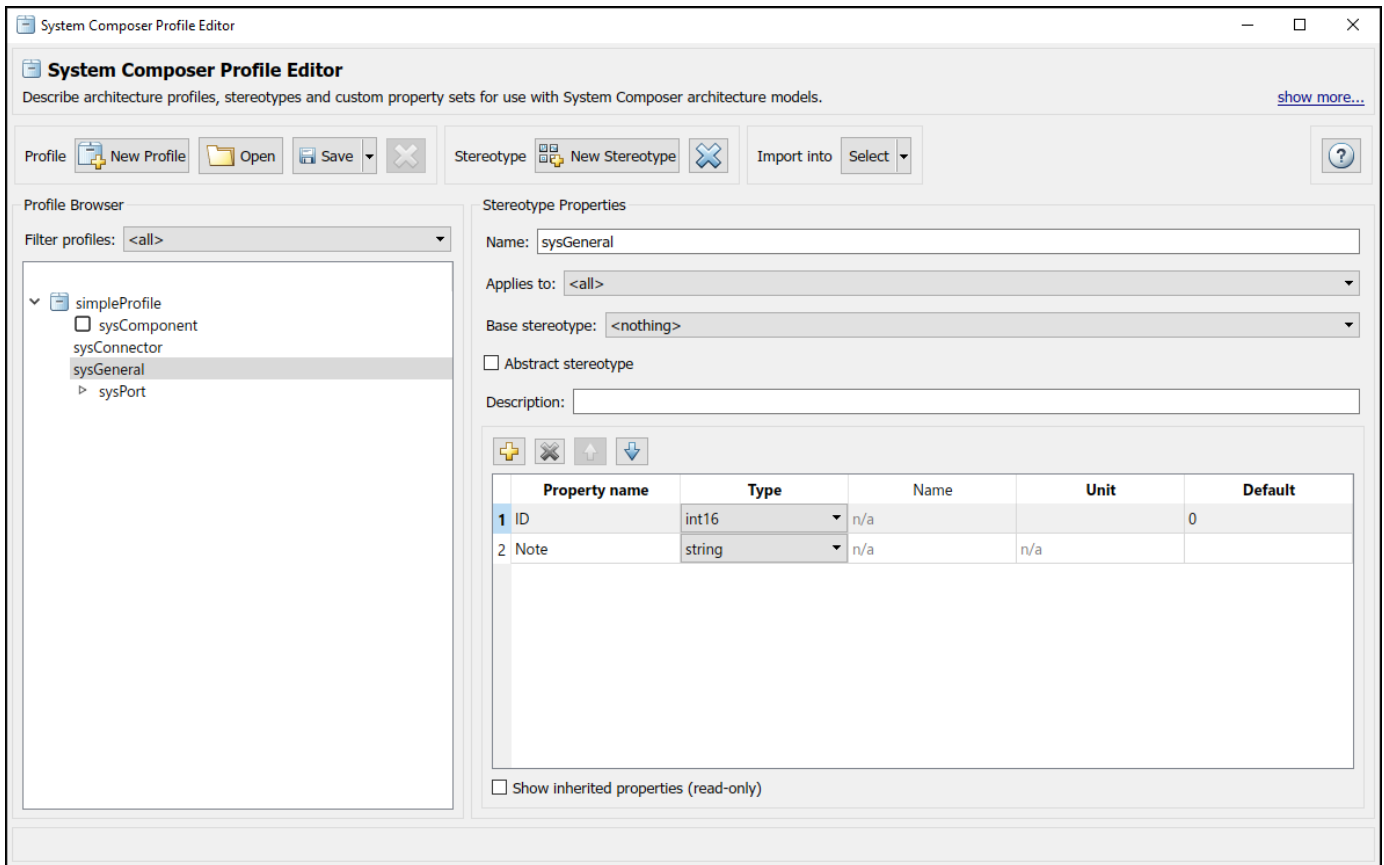 System Composer Profile Editor
System Composer Profile Editor
Describe architecture profiles, stereotypes and custom property sets for use with System Composer architecture models.
show more...
Profile New Profile Open Save Stereotype New Stereotype Import into Select ?
Profile Browser
Filter profiles: <all>
simpleProfile
sysComponent
sysConnector
sysGeneral
sysPort
Stereotype Properties
Name: sysGeneral
Applies to: <all>
Base stereotype: <nothing>
Abstract stereotype
Description:
Property name Type Name Unit Default
1 ID int16 n/a 0
2 Note string n/a n/a
Show inherited properties (read-only)